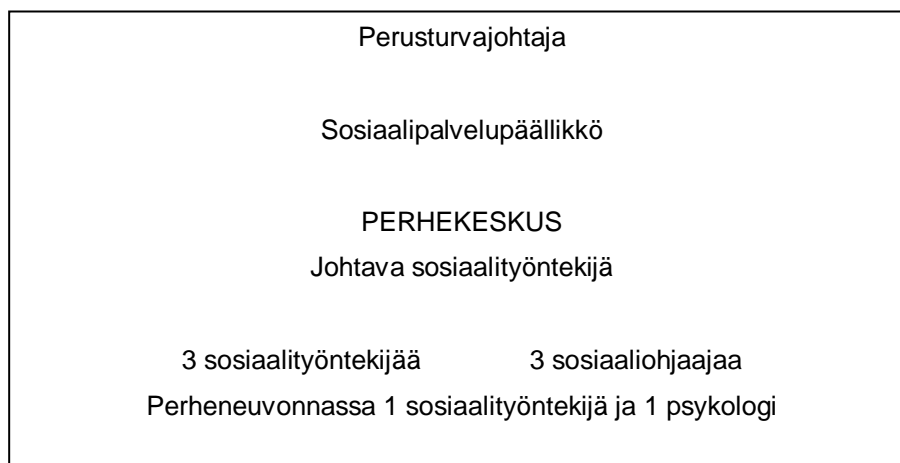 Perusturvajohtaja
Sosiaalipalvelupäällikkö
PERHEKESKUS
Johtava sosiaalityöntekijä
3 sosiaalityöntekijää 3 sosiaaliohjaajaa
Perheneuvonnassa 1 sosiaalityöntekijä ja 1 psykologi